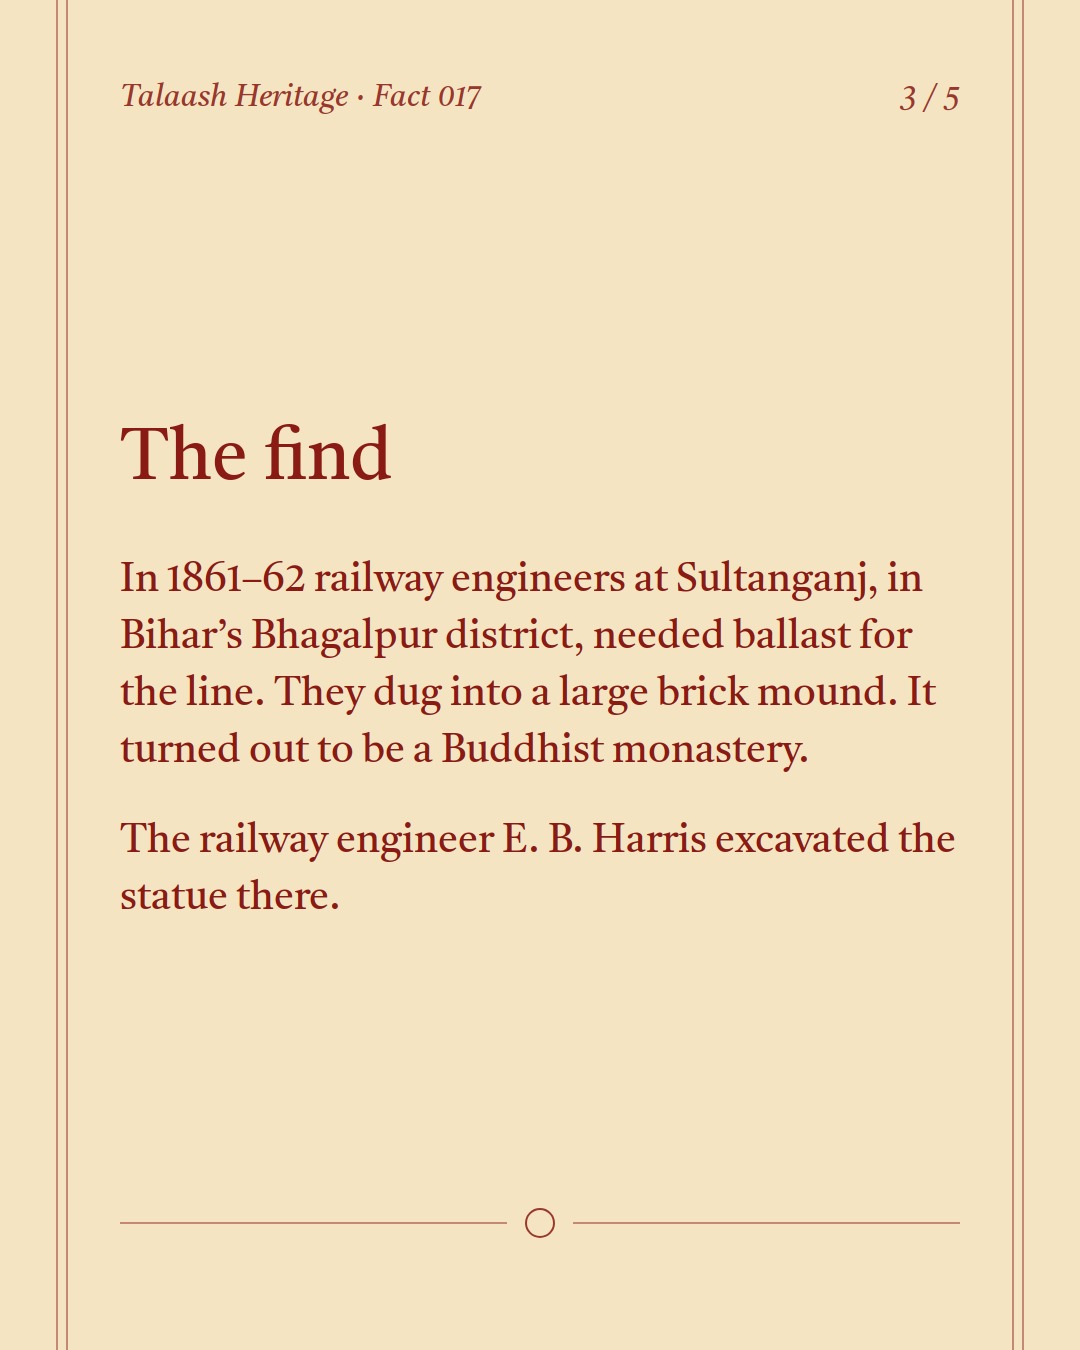 Talaash Heritage · Fact 017
3 / 5
The find
In 1861–62 railway engineers at Sultanganj, in
Bihar’s Bhagalpur district, needed ballast for
the line. They dug into a large brick mound. It
turned out to be a Buddhist monastery.
The railway engineer E. B. Harris excavated the
statue there.